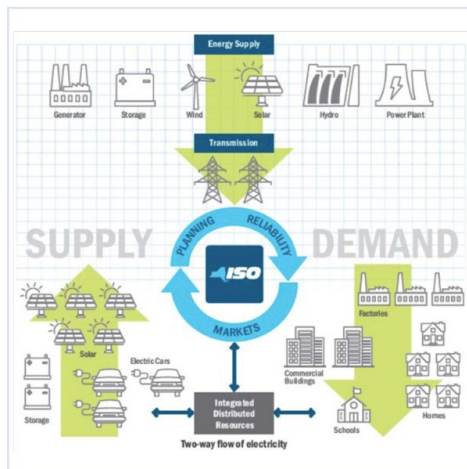 Energy Supply
Generator
Storage
Wind
Solar
Hydro
Power Plant
Transmission
SUPPLY
DEMAND
PLANNING
RELIABILITY
MARKETS
ISO
Solar
Electric Cars
Storage
Factories
Commercial
Buildings
Homes
Schools
Integrated
Distributed
Resources
Two-way flow of electricity